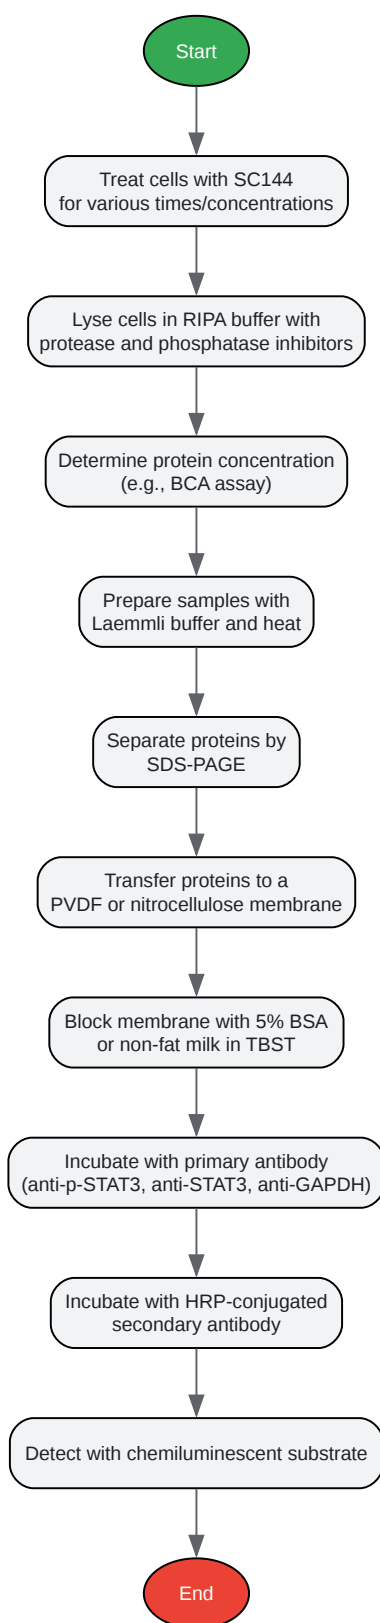 Start
Treat cells with SC144
for various times/concentrations
Lyse cells in RIPA buffer with
protease and phosphatase inhibitors
Determine protein concentration
(e.g., BCA assay)
Prepare samples with
Laemmli buffer and heat
Separate proteins by
SDS-PAGE
Transfer proteins to a
PVDF or nitrocellulose membrane
Block membrane with 5% BSA
or non-fat milk in TBST
Incubate with primary antibody
(anti-p-STAT3, anti-STAT3, anti-GAPDH)
Incubate with HRP-conjugated
secondary antibody
Detect with chemiluminescent substrate
End